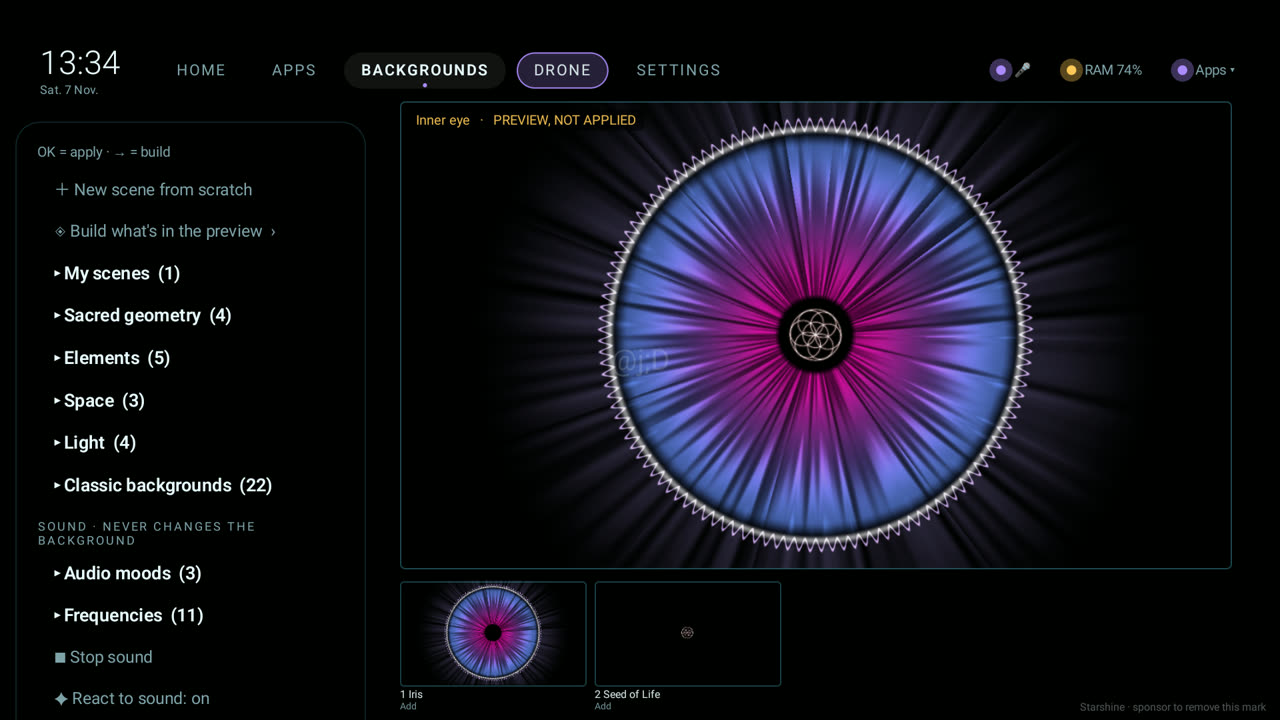 13:34
Sat. 7 Nov.
HOME
APPS
BACKGROUNDS
DRONE
SETTINGS
RAM 74%
Apps
OK = apply · → = build
New scene from scratch
Build what's in the preview ›
My scenes (1)
Sacred geometry (4)
Elements (5)
Space (3)
Light (4)
Classic backgrounds (22)
SOUND · NEVER CHANGES THE
BACKGROUND
Audio moods (3)
Frequencies (11)
Stop sound
React to sound: on
Inner eye · PREVIEW, NOT APPLIED
1 Iris
Add
2 Seed of Life
Add
Starshine · sponsor to remove this mark